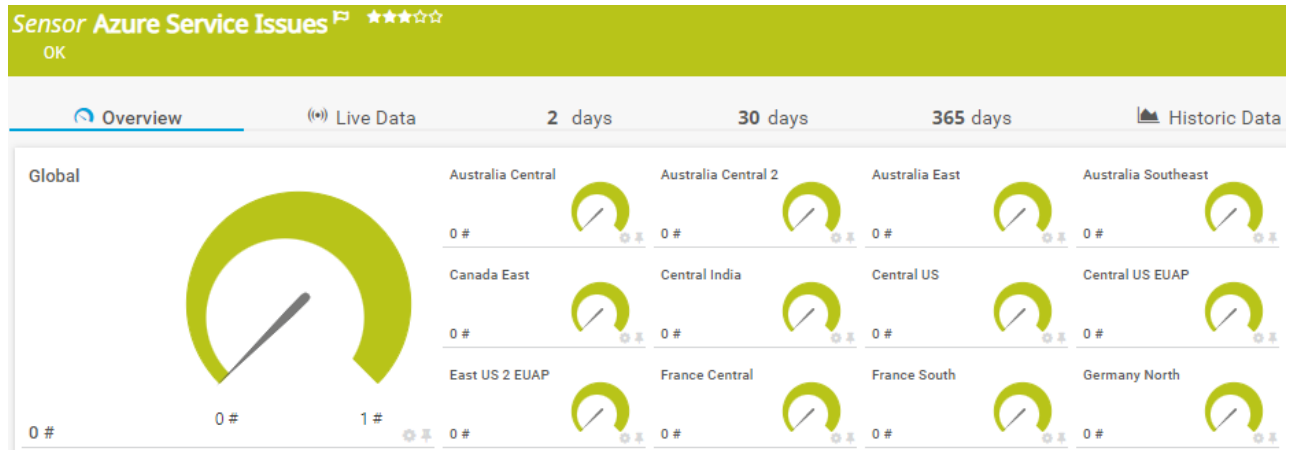 Sensor Azure Service Issues
OK
Overview Live Data 2 days 30 days 365 days Historic Data
Global
0 # 1 #
0 #
Australia Central Australia Central 2 Australia East Australia Southeast
0 # 0 # 0 # 0 #
Canada East Central India Central US Central US EUAP
0 # 0 # 0 # 0 #
East US 2 EUAP France Central France South Germany North
0 # 0 # 0 # 0 #